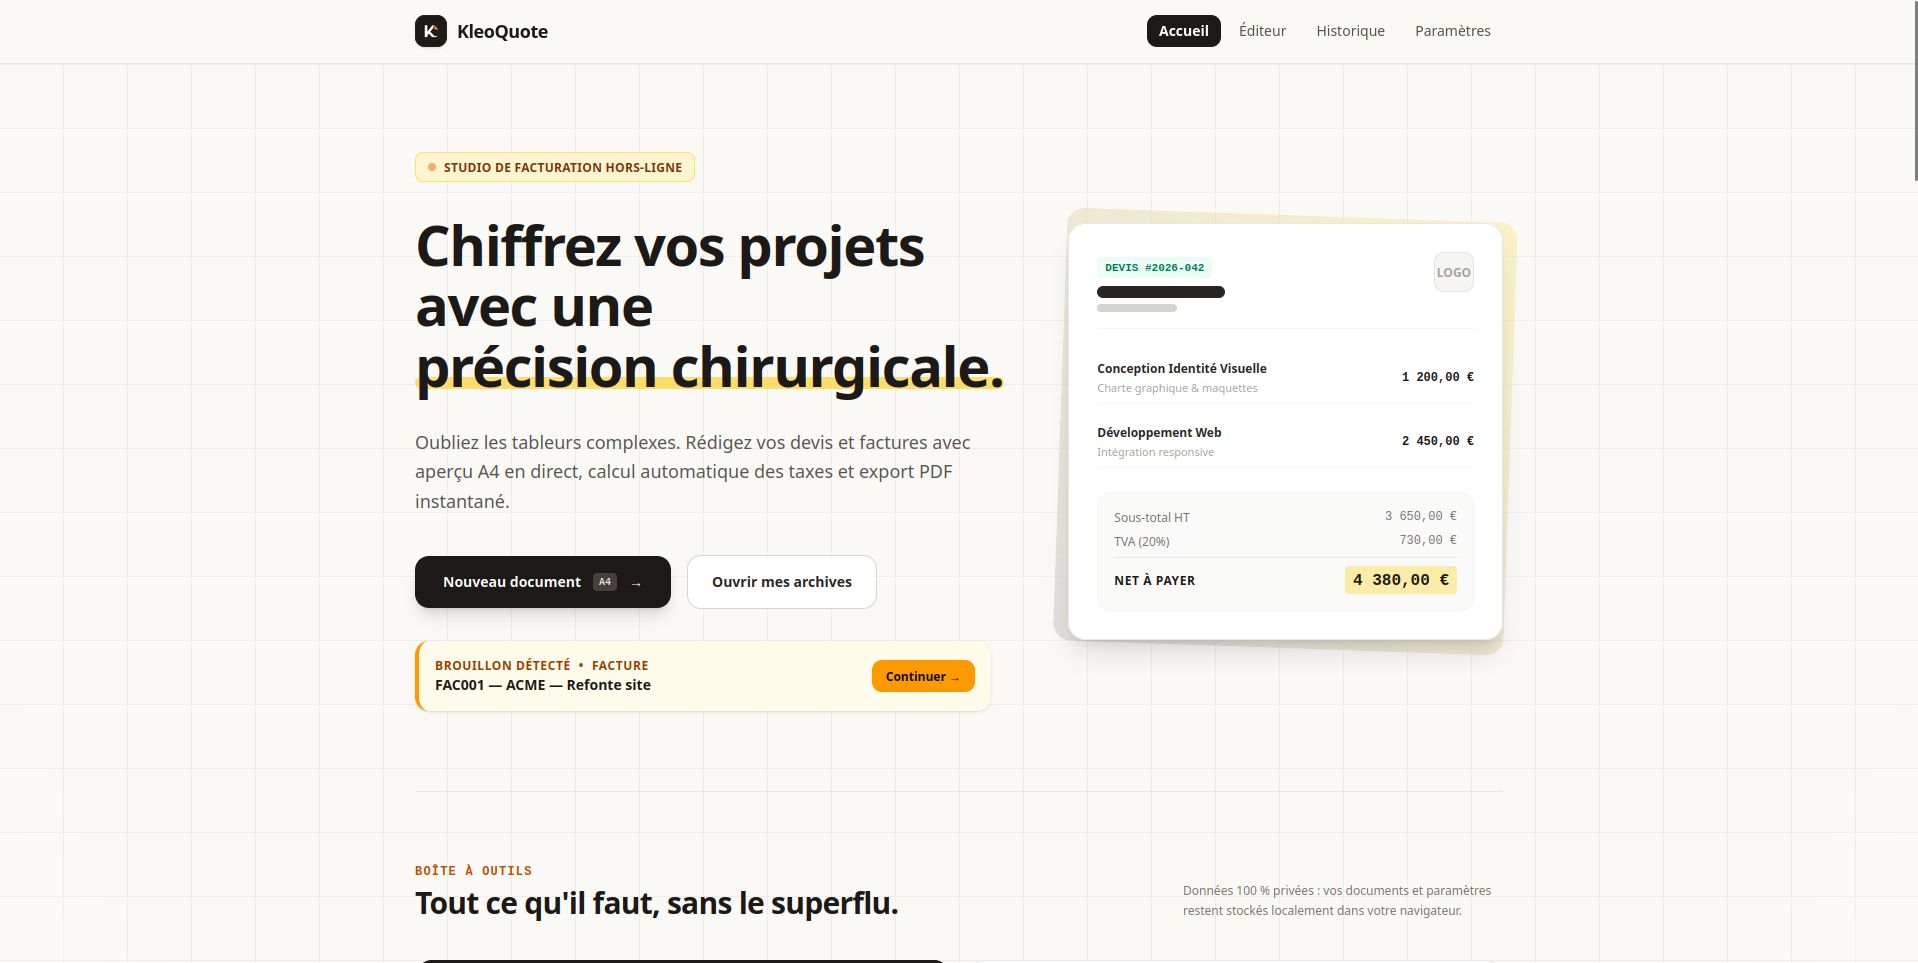 KleoQuote
Accueil
Éditeur
Historique
Paramètres
STUDIO DE FACTURATION HORS-LIGNE
Chiffrez vos projets
avec une
précision chirurgicale.
Oubliez les tableurs complexes. Rédigez vos devis et factures avec
aperçu A4 en direct, calcul automatique des taxes et export PDF
instantané.
Nouveau document A4 →
Ouvrir mes archives
BROUILLON DÉTECTÉ • FACTURE
FAC001 — ACME — Refonte site
Continuer →
DEVIS #2026-042
LOGO
Conception Identité Visuelle
Charte graphique & maquettes
1 200,00 €
Développement Web
Intégration responsive
2 450,00 €
Sous-total HT 3 650,00 €
TVA (20%) 730,00 €
NET À PAYER 4 380,00 €
BOÎTE À OUTILS
Tout ce qu'il faut, sans le superflu.
Données 100 % privées : vos documents et paramètres
restent stockés localement dans votre navigateur.